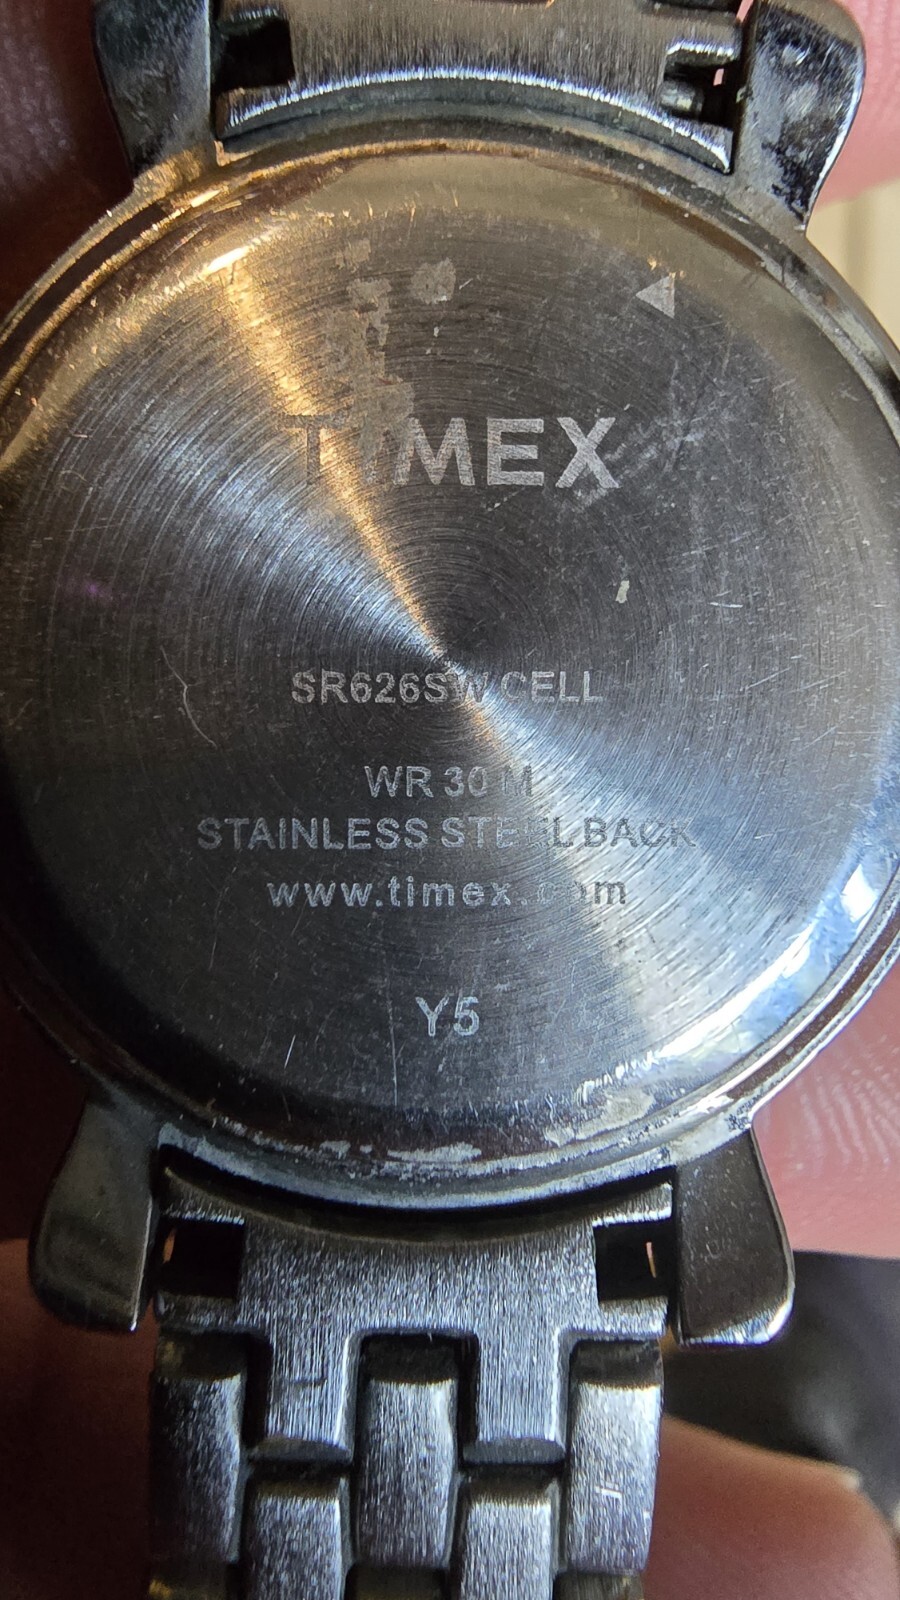 TIMEX
SR626SW CELL
WR 30 M
STAINLESS STEEL BACK
www.timex.com
Y5